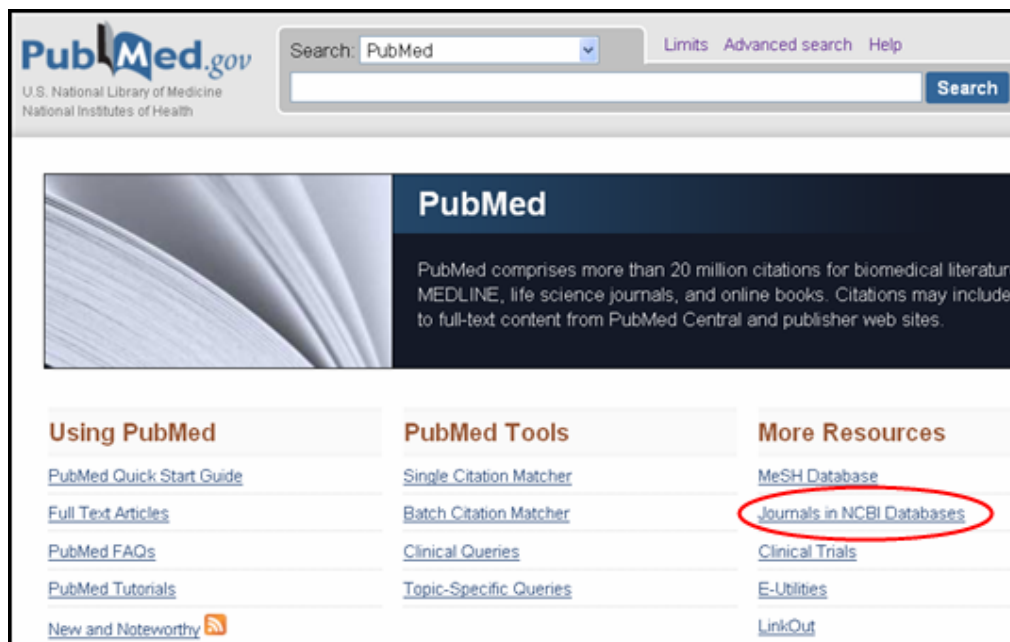 PubMed.gov
U.S. National Library of Medicine
National Institutes of Health
Search: PubMed
Limits Advanced search Help
Search
PubMed
PubMed comprises more than 20 million citations for biomedical literatur
MEDLINE, life science journals, and online books. Citations may include
to full-text content from PubMed Central and publisher web sites.
Using PubMed
PubMed Quick Start Guide
Full Text Articles
PubMed FAQs
PubMed Tutorials
New and Noteworthy
PubMed Tools
Single Citation Matcher
Batch Citation Matcher
Clinical Queries
Topic-Specific Queries
More Resources
MeSH Database
Journals in NCBI Databases
Clinical Trials
E-Utilities
LinkOut